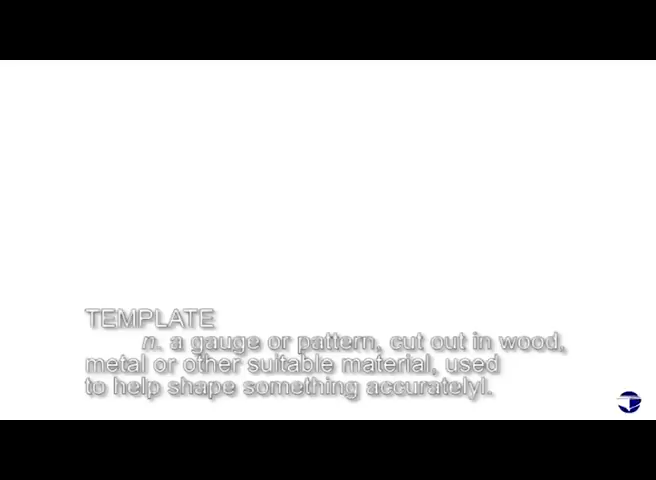 TEMPLATE
n. a gauge or pattern, cut out in wood,
metal or other suitable material, used
to help shape something accuratelyl.